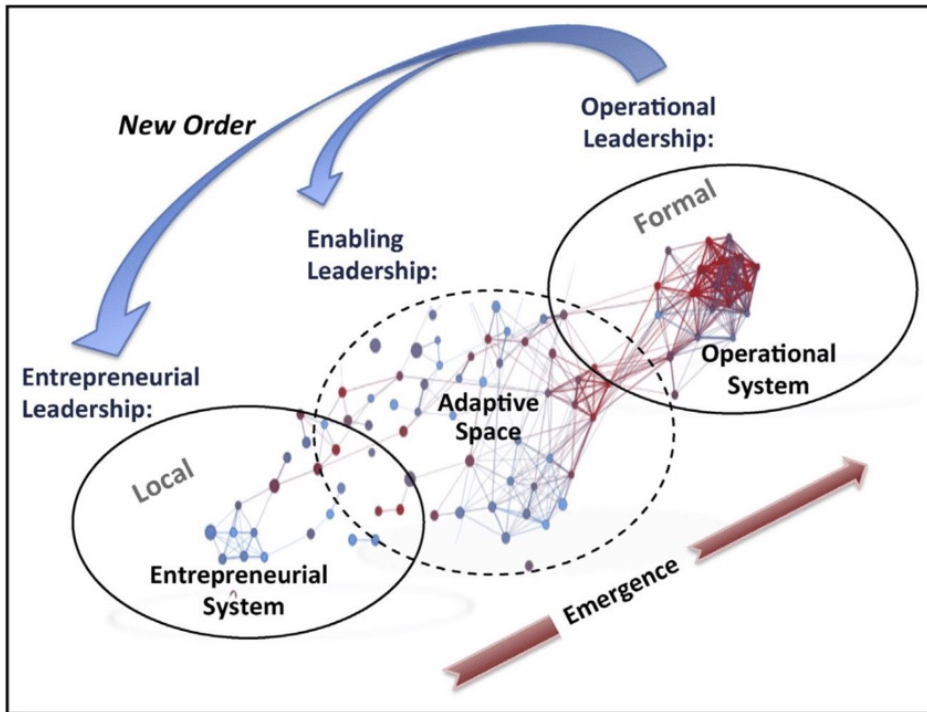 New Order
Operational
Leadership:
Formal
Enabling
Leadership:
Operational
System
Entrepreneurial
Leadership:
Adaptive
Space
Local
Entrepreneurial
System
Emergence